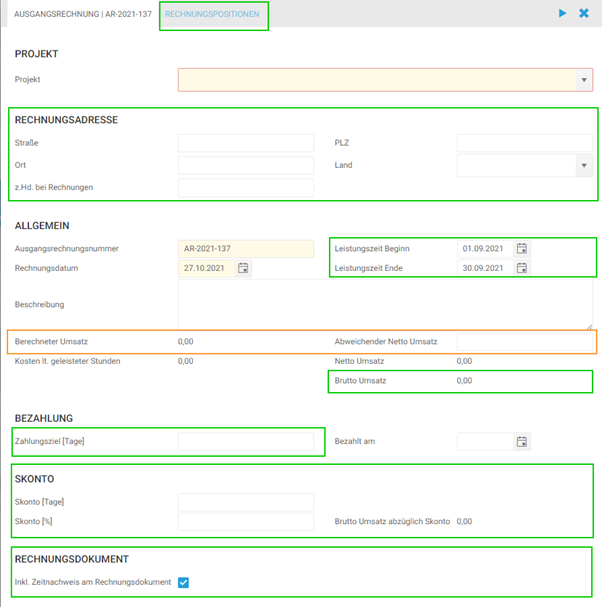 AUSGANGSRECHNUNG | AR-2021-137 RECHNUNGSPOSITIONEN
PROJEKT
Projekt
RECHNUNGSADRESSE
Straße PLZ
Ort Land
z.Hd. bei Rechnungen
ALLGEMEIN
Ausgangsrechnungsnummer AR-2021-137 Leistungszeit Beginn 01.09.2021
Rechnungsdatum 27.10.2021 Leistungszeit Ende 30.09.2021
Beschreibung
Berechneter Umsatz 0,00 Abweichender Netto Umsatz
Kosten lt. geleisteter Stunden 0,00 Netto Umsatz 0,00
Brutto Umsatz 0,00
BEZAHLUNG
Zahlungsziel [Tage] Bezahlt am
SKONTO
Skonto [Tage]
Skonto [%] Brutto Umsatz abzüglich Skonto 0,00
RECHNUNGSDOKUMENT
Inkl. Zeitnachweis am Rechnungsdokument